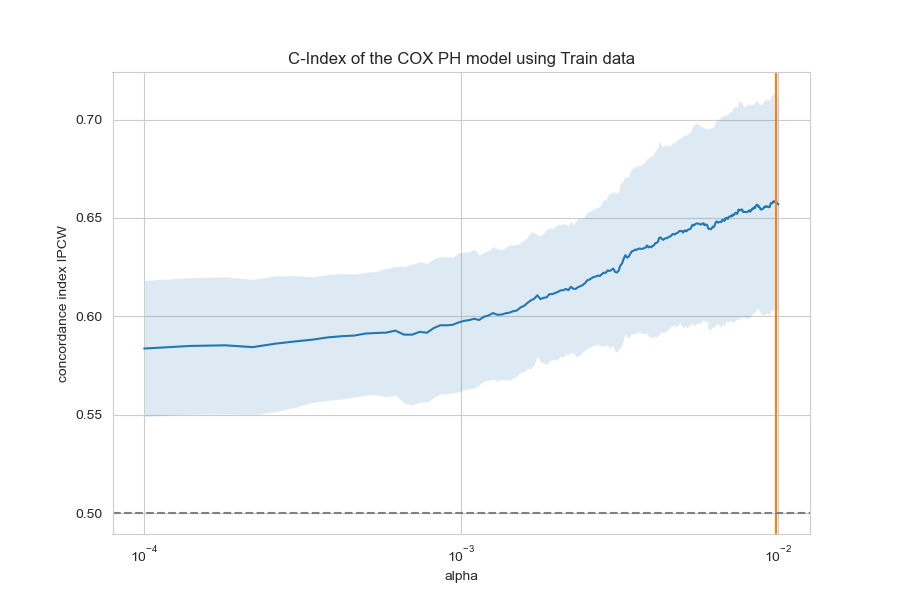 C-Index of the COX PH model using Train data
concordance index IPCW
0.70
0.65
0.60
0.55
0.50
10⁻⁴ 10⁻³ 10⁻²
alpha